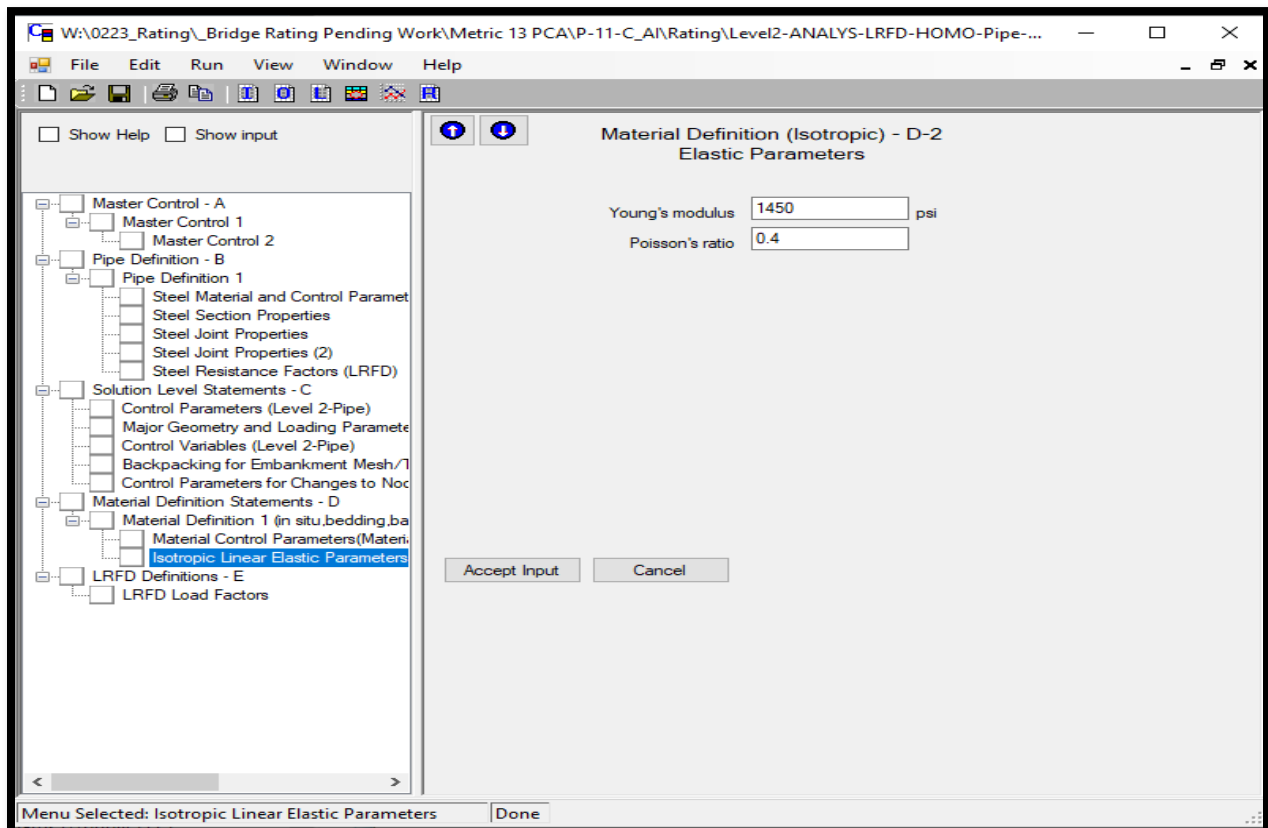 W:\0223_Rating\_Bridge Rating Pending Work\Metric 13 PCA\P-11-C_AI\Rating\Level2-ANALYS-LRFD-HOMO-Pipe-...
File Edit Run View Window Help
Show Help Show input
Master Control - A
Master Control 1
Master Control 2
Pipe Definition - B
Pipe Definition 1
Steel Material and Control Paramet
Steel Section Properties
Steel Joint Properties
Steel Joint Properties (2)
Steel Resistance Factors (LRFD)
Solution Level Statements - C
Control Parameters (Level 2-Pipe)
Major Geometry and Loading Paramete
Control Variables (Level 2-Pipe)
Backpacking for Embankment Mesh/T
Control Parameters for Changes to Noc
Material Definition Statements - D
Material Definition 1 (in situ,bedding,ba
Material Control Parameters(Materi
Isotropic Linear Elastic Parameters
LRFD Definitions - E
LRFD Load Factors
Material Definition (Isotropic) - D-2
Elastic Parameters
Young's modulus 1450 psi
Poisson's ratio 0.4
Accept Input Cancel
Menu Selected: Isotropic Linear Elastic Parameters Done